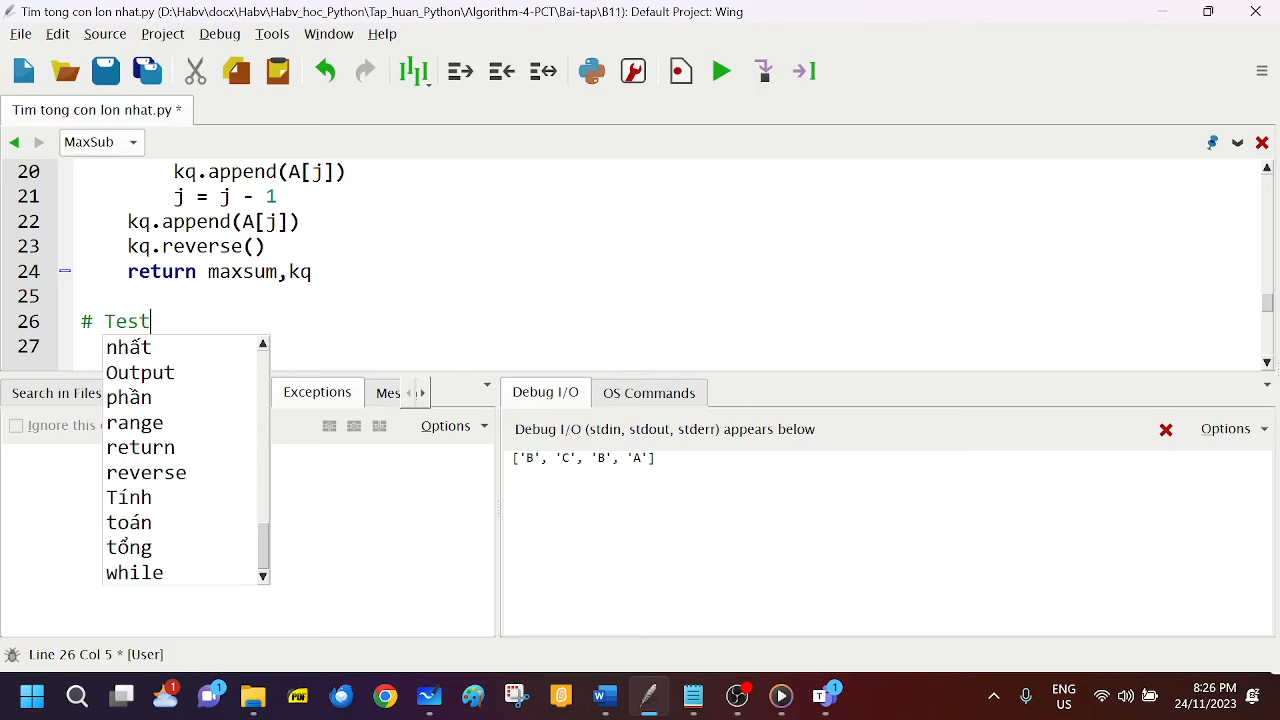 Tim tong con lon nhat.py (D:\Habv\docx\Habv\Habv_hoc_Python\Tap_huan_Python\Algorithm-4-PCT\Bai-tap\B11): Default Project: Wing
File Edit Source Project Debug Tools Window Help
Tim tong con lon nhat.py *
MaxSub
20 kq.append(A[j])
21 j = j - 1
22 kq.append(A[j])
23 kq.reverse()
24 return maxsum,kq
25
26 # Test
27
nhất
Output
phần
range
return
reverse
Tính
toán
tổng
while
Search in Files Exceptions Mes
Ignore this Options
Debug I/O OS Commands
Debug I/O (stdin, stdout, stderr) appears below Options
['B', 'C', 'B', 'A']
Line 26 Col 5 * [User]
1 1 PDF 1
ENG
US
8:26 PM
24/11/2023